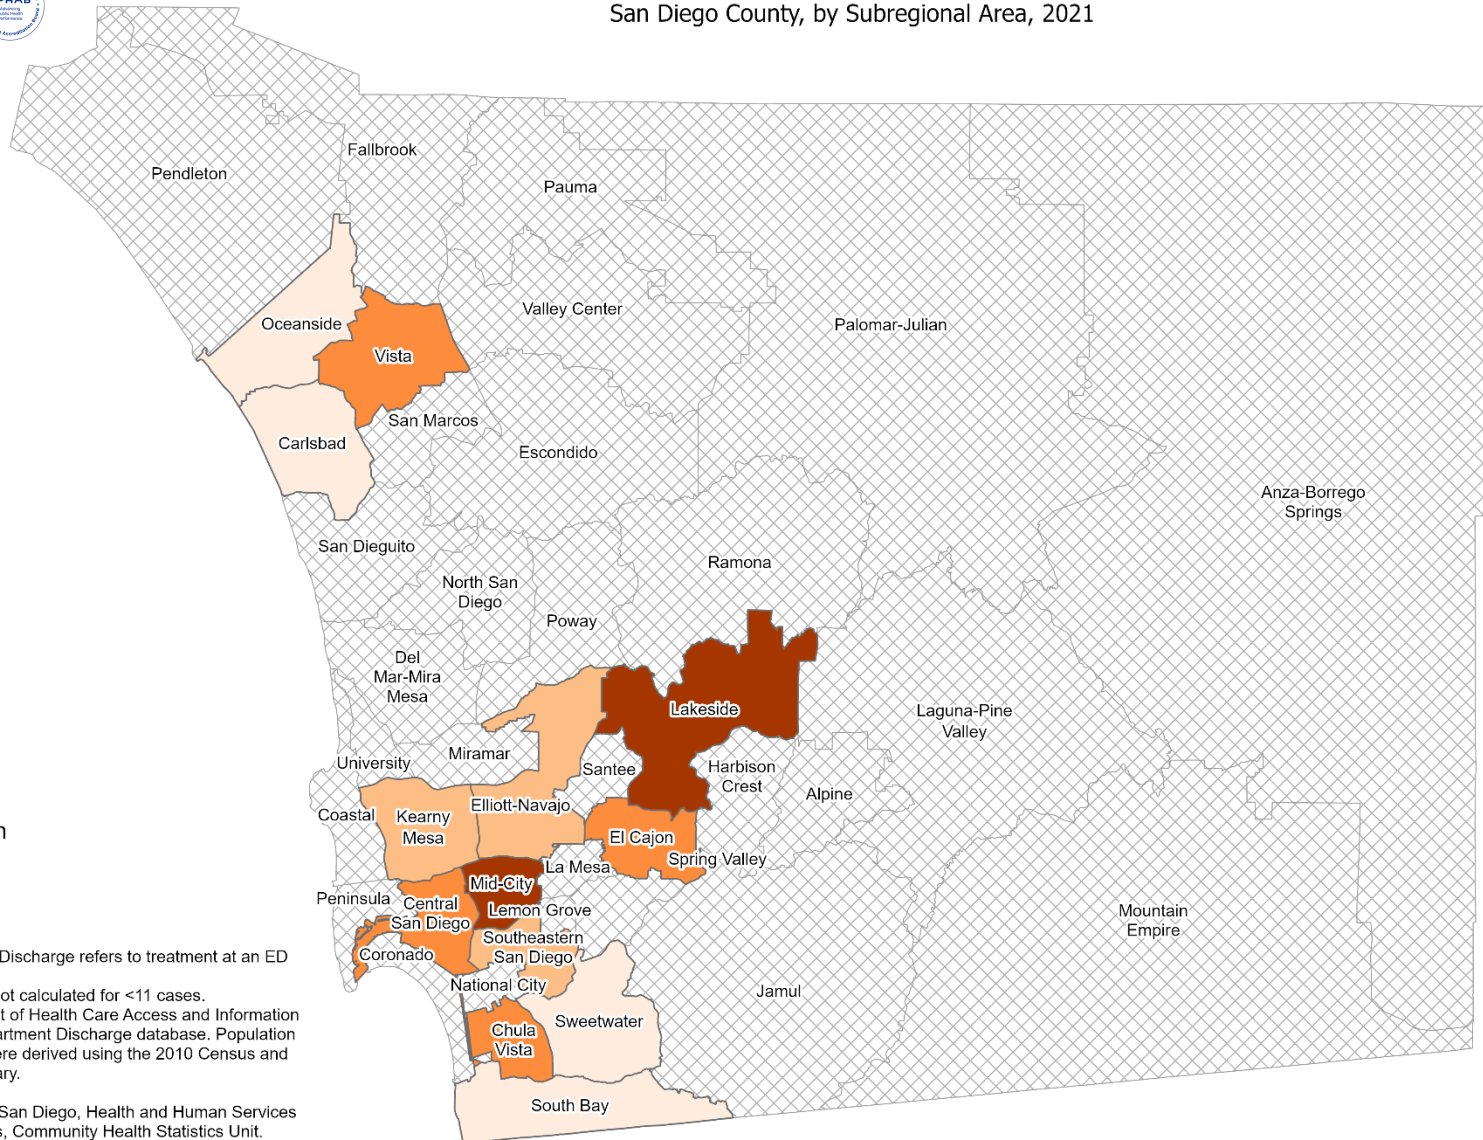 San Diego County, by Subregional Area, 2021
Fallbrook
Pendleton
Pauma
Valley Center
Oceanside
Palomar-Julian
Vista
San Marcos
Carlsbad
Escondido
Anza-Borrego
Springs
San Dieguito
Ramona
North San
Diego
Poway
Del
Mar-Mira
Mesa
Lakeside
Laguna-Pine
Valley
Miramar
University
Santee
Harbison
Crest
Alpine
Elliott-Navajo
Coastal
Kearny
Mesa
El Cajon
Spring Valley
La Mesa
Mid-City
Peninsula
Central
San Diego
Lemon Grove
Mountain
Empire
Southeastern
San Diego
Coronado
National City
Jamul
Sweetwater
Chula
Vista
South Bay
Discharge refers to treatment at an ED
ot calculated for <11 cases.
t of Health Care Access and Information
artment Discharge database. Population
ere derived using the 2010 Census and
ary.
San Diego, Health and Human Services
s, Community Health Statistics Unit.